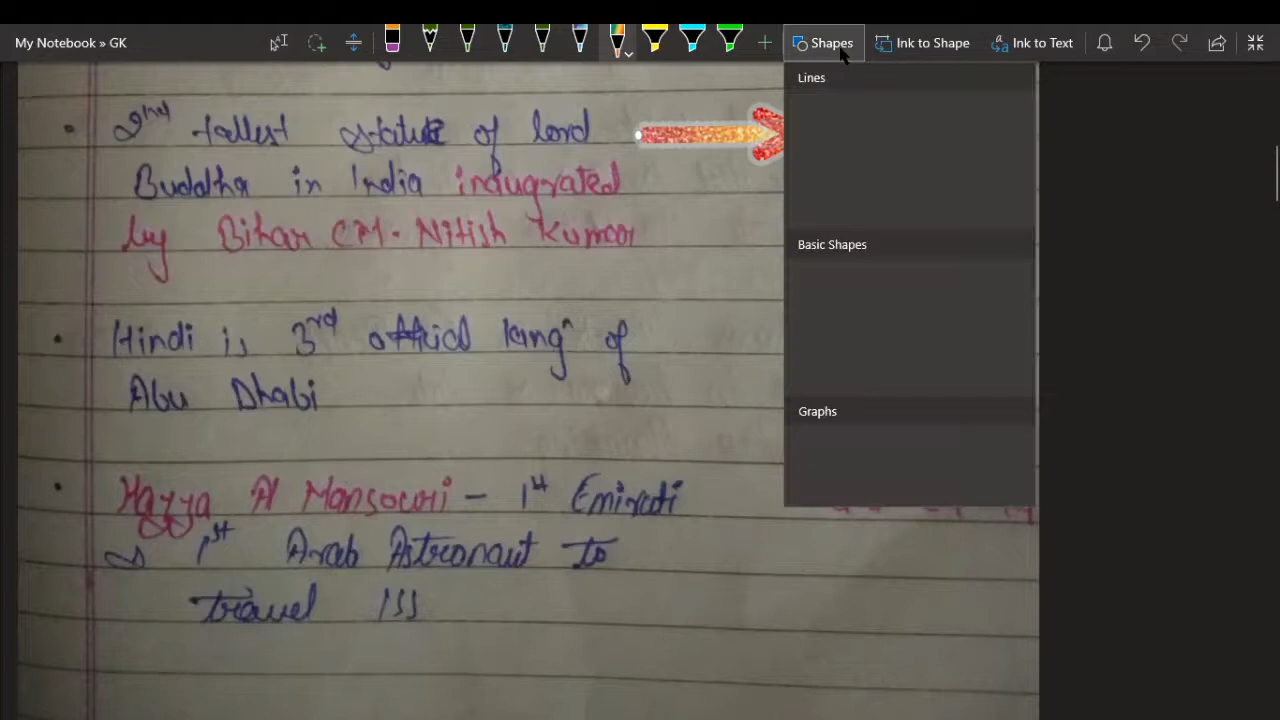 My Notebook » GK
Shapes
Ink to Shape
Ink to Text
Lines
Basic Shapes
Graphs
• 2nd tallest statue of lord
Buddha in India inaugrated
by Bihar CM. Nitish Kumar
• Hindi is 3rd official lang^ of
Abu Dhabi
• Hazza Al Mansoori - 1st Emirati
1st Arab Astronaut to
travel ISS